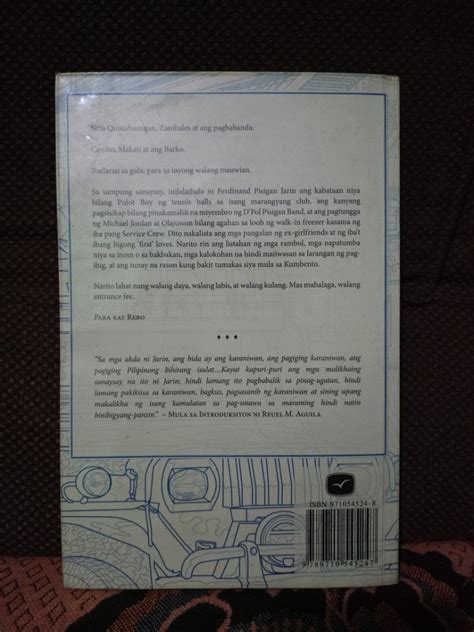 Sitio Quinabuangan, Zambales at ang pagbabanda.
Cembo, Makati at ang Barko.
Baclaran sa gabi, para sa inyong walang mauwian.
Sa sampung sanaysay, inilalahala ni Ferdinand Pisigan Jarin ang kabataan niya
bilang Pulot Boy ng tennis balls sa isang marangyang club, ang kanyang
pagsisikap bilang pinakamaliit na miyembro ng D'Pol Pisigan Band, at ang pagtungga
ng Michael Jordan at Olajuwon bilang agahan sa loob ng walk-in freezer kasama ng
iba pang Service Crew. Dito nakalista ang mga pangalan ng ex-girlfriends at ng iba't
ibang bigong 'first' loves. Narito rin ang listahan ng mga rambol, mga napatumba
niya sa inom o sa bakbakan, mga kalokohan na hindi maiiwasan sa larangan ng pag-
ibig, at ang tunay na rason kung bakit tumakas siya mula sa Kumbento.
Narito lahat nang walang daya, walang labis, at walang kulang. Mas mahalaga, walang
entrance fee.
PARA KAY REBO
♦ ♦ ♦
"Sa mga akda ni Jarin, ang bida ay ang karaniwan, ang pagiging karaniwan, ang
pagiging Pilipinong bihirang isulat...Kayat kapuri-puri ang mga malikhaing
sanaysay na ito ni Jarin; hindi lamang ito pagbabalik sa pinag-ugatan, hindi
lamang pakikiisa sa karaniwan, bagkus, pagsasanib ng karaniwan at sining upang
makalikha ng isang kamulatan sa pag-unawa sa maraming hindi natin
binibigyang-pansin." – MULA SA INTRODUKSIYON NI REUEL M. AGUILA
ISBN 971054524-8
9 789710 545247